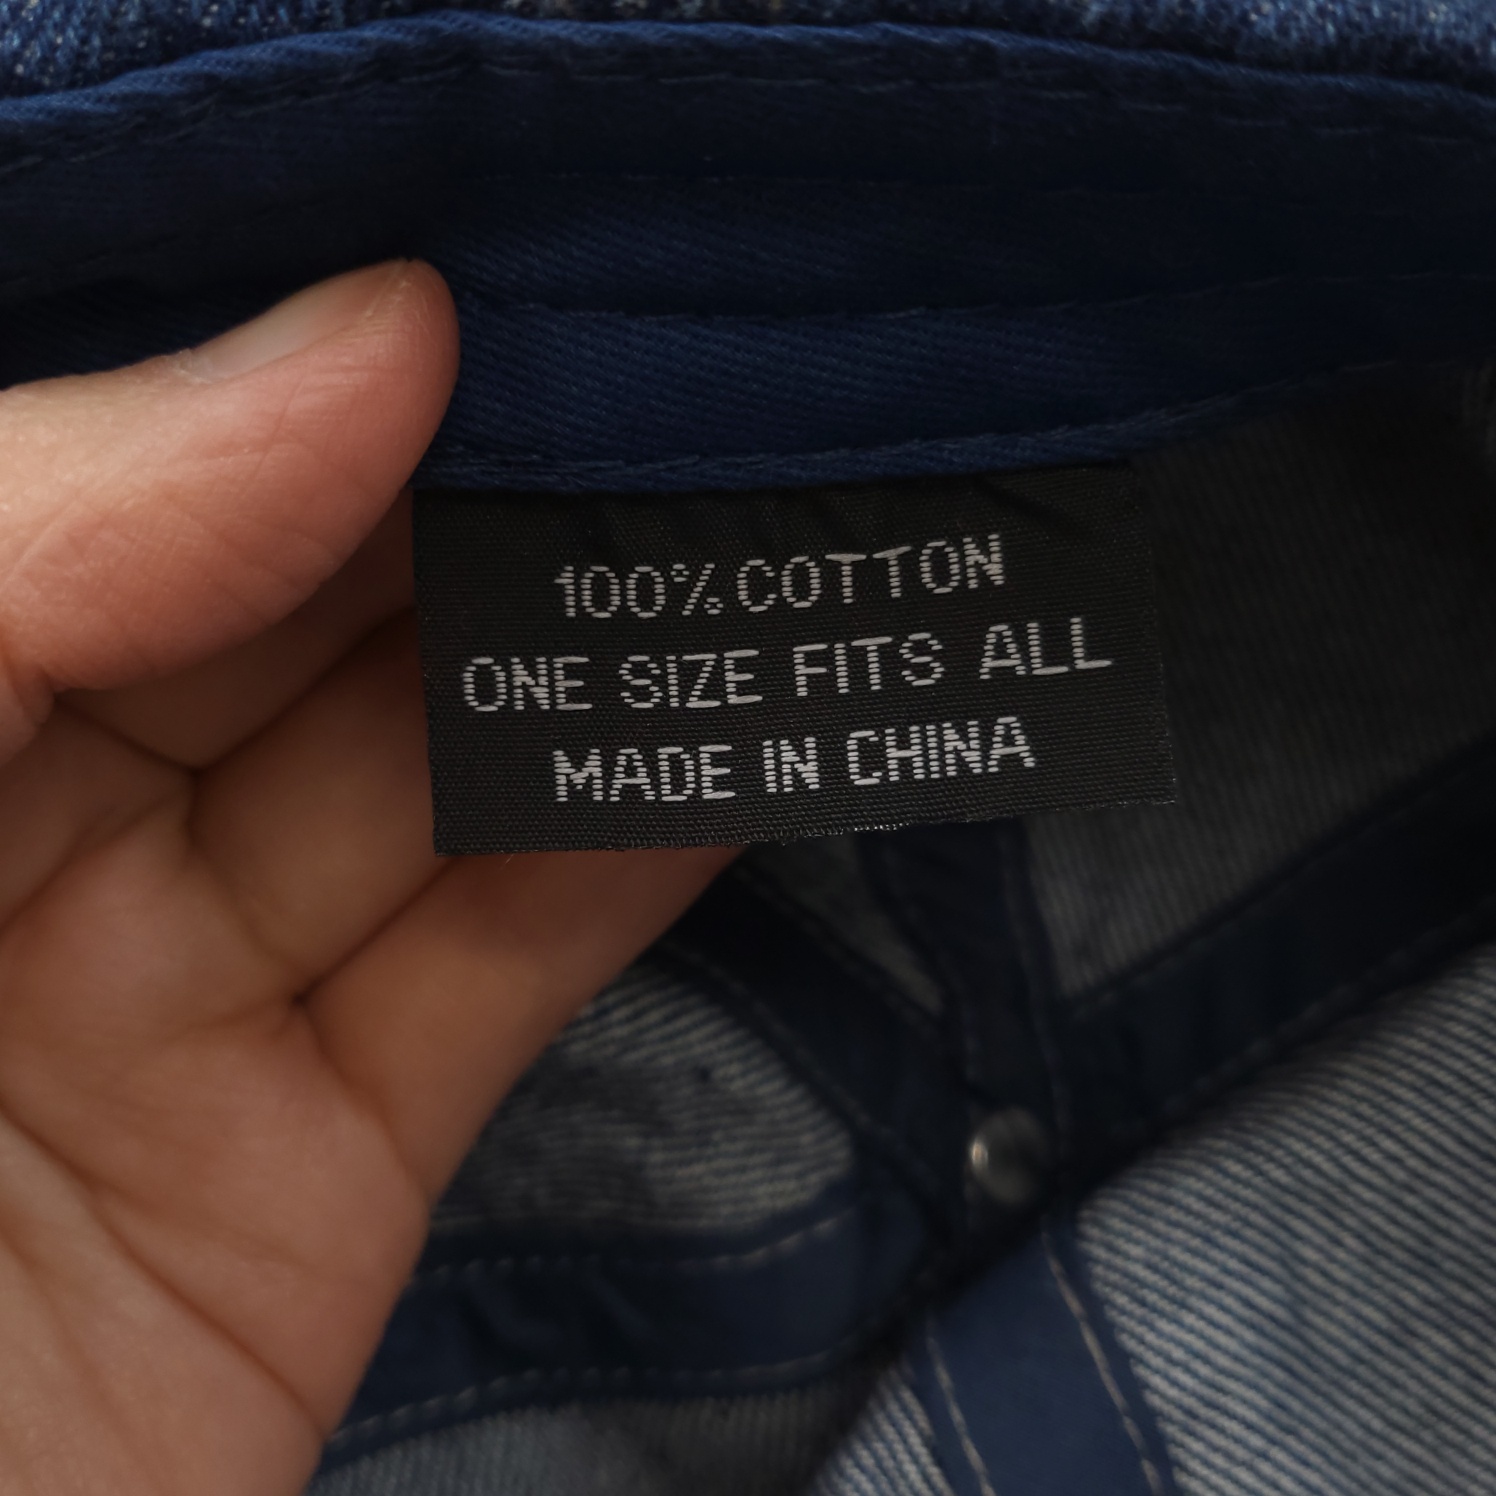 100% COTTON
ONE SIZE FITS ALL
MADE IN CHINA